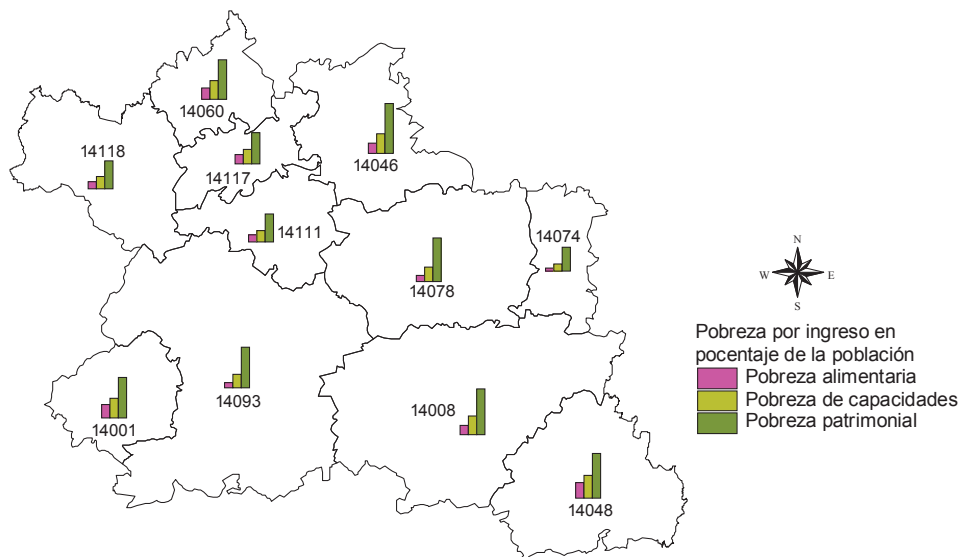 14060
14118
14117
14046
14111
14074
14078
14093
14001
14008
14048
N
W E
S
Pobreza por ingreso en
pocentaje de la población
Pobreza alimentaria
Pobreza de capacidades
Pobreza patrimonial